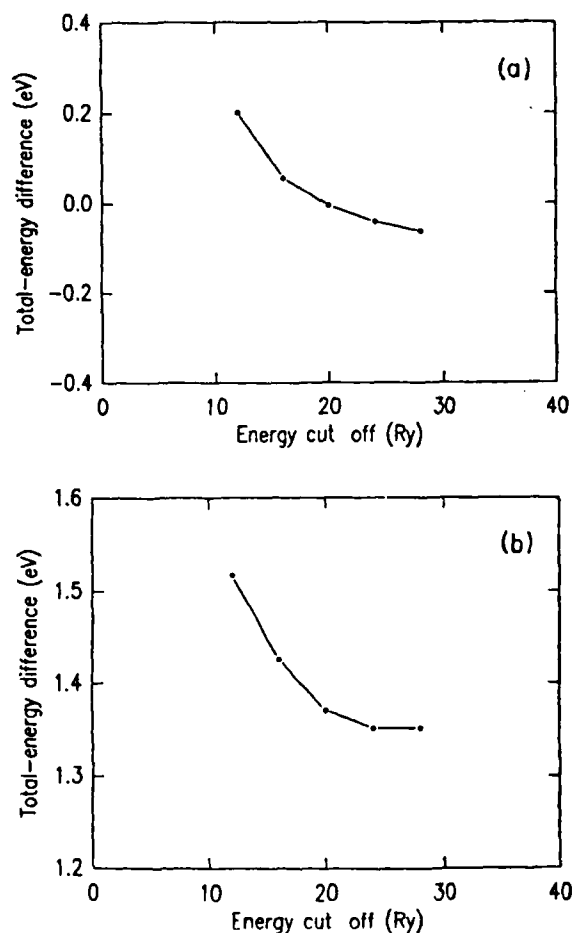 0.4
(a)
0.2
0.0
-0.2
-0.4
Total-energy difference (eV)
0 10 20 30 40
Energy cut off (Ry)
1.6
(b)
1.5
1.4
1.3
1.2
Total-energy difference (eV)
0 10 20 30 40
Energy cut off (Ry)